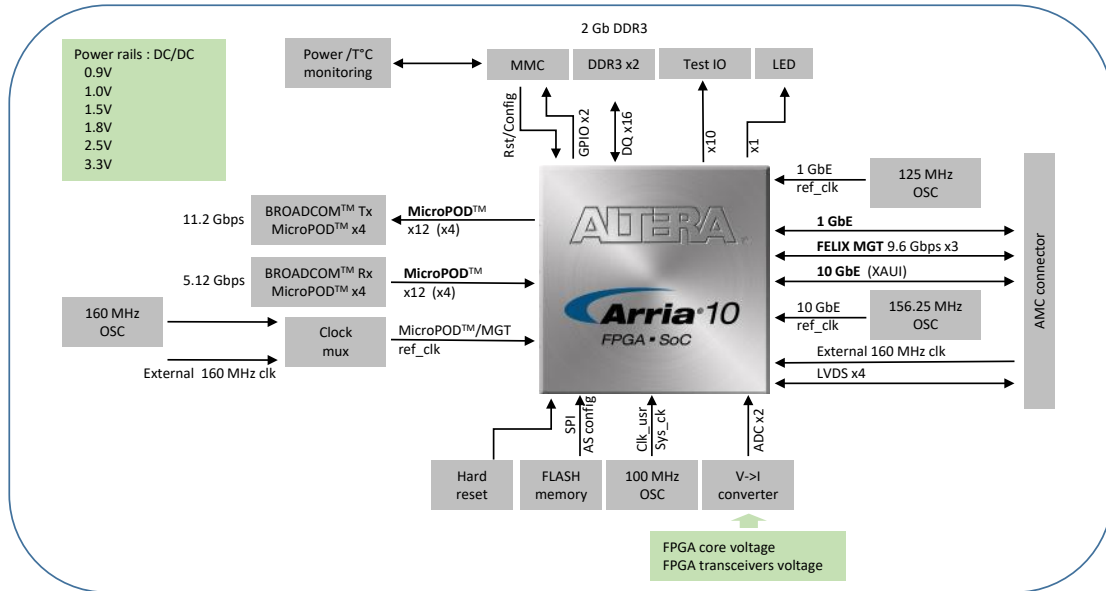 2 Gb DDR3
Power rails : DC/DC
0.9V
1.0V
1.5V
1.8V
2.5V
3.3V
Power /T°C
monitoring
MMC
DDR3 x2
Test IO
LED
Rst/Config
GPIO x2
DQ x16
x10
x1
1 GbE
ref_clk
125 MHz
OSC
11.2 Gbps
BROADCOM™ Tx
MicroPOD™ x4
MicroPOD™
x12 (x4)
ALTERA
1 GbE
FELIX MGT 9.6 Gbps x3
10 GbE (XAUI)
5.12 Gbps
BROADCOM™ Rx
MicroPOD™ x4
MicroPOD™
x12 (x4)
160 MHz
OSC
Clock
mux
MicroPOD™/MGT
ref_clk
External 160 MHz clk
Arria® 10
FPGA • SoC
10 GbE
ref_clk
156.25 MHz
OSC
External 160 MHz clk
LVDS x4
AMC connector
SPI
AS config
Clk_usr
Sys_ck
ADC x2
Hard
reset
FLASH
memory
100 MHz
OSC
V->I
converter
FPGA core voltage
FPGA transceivers voltage